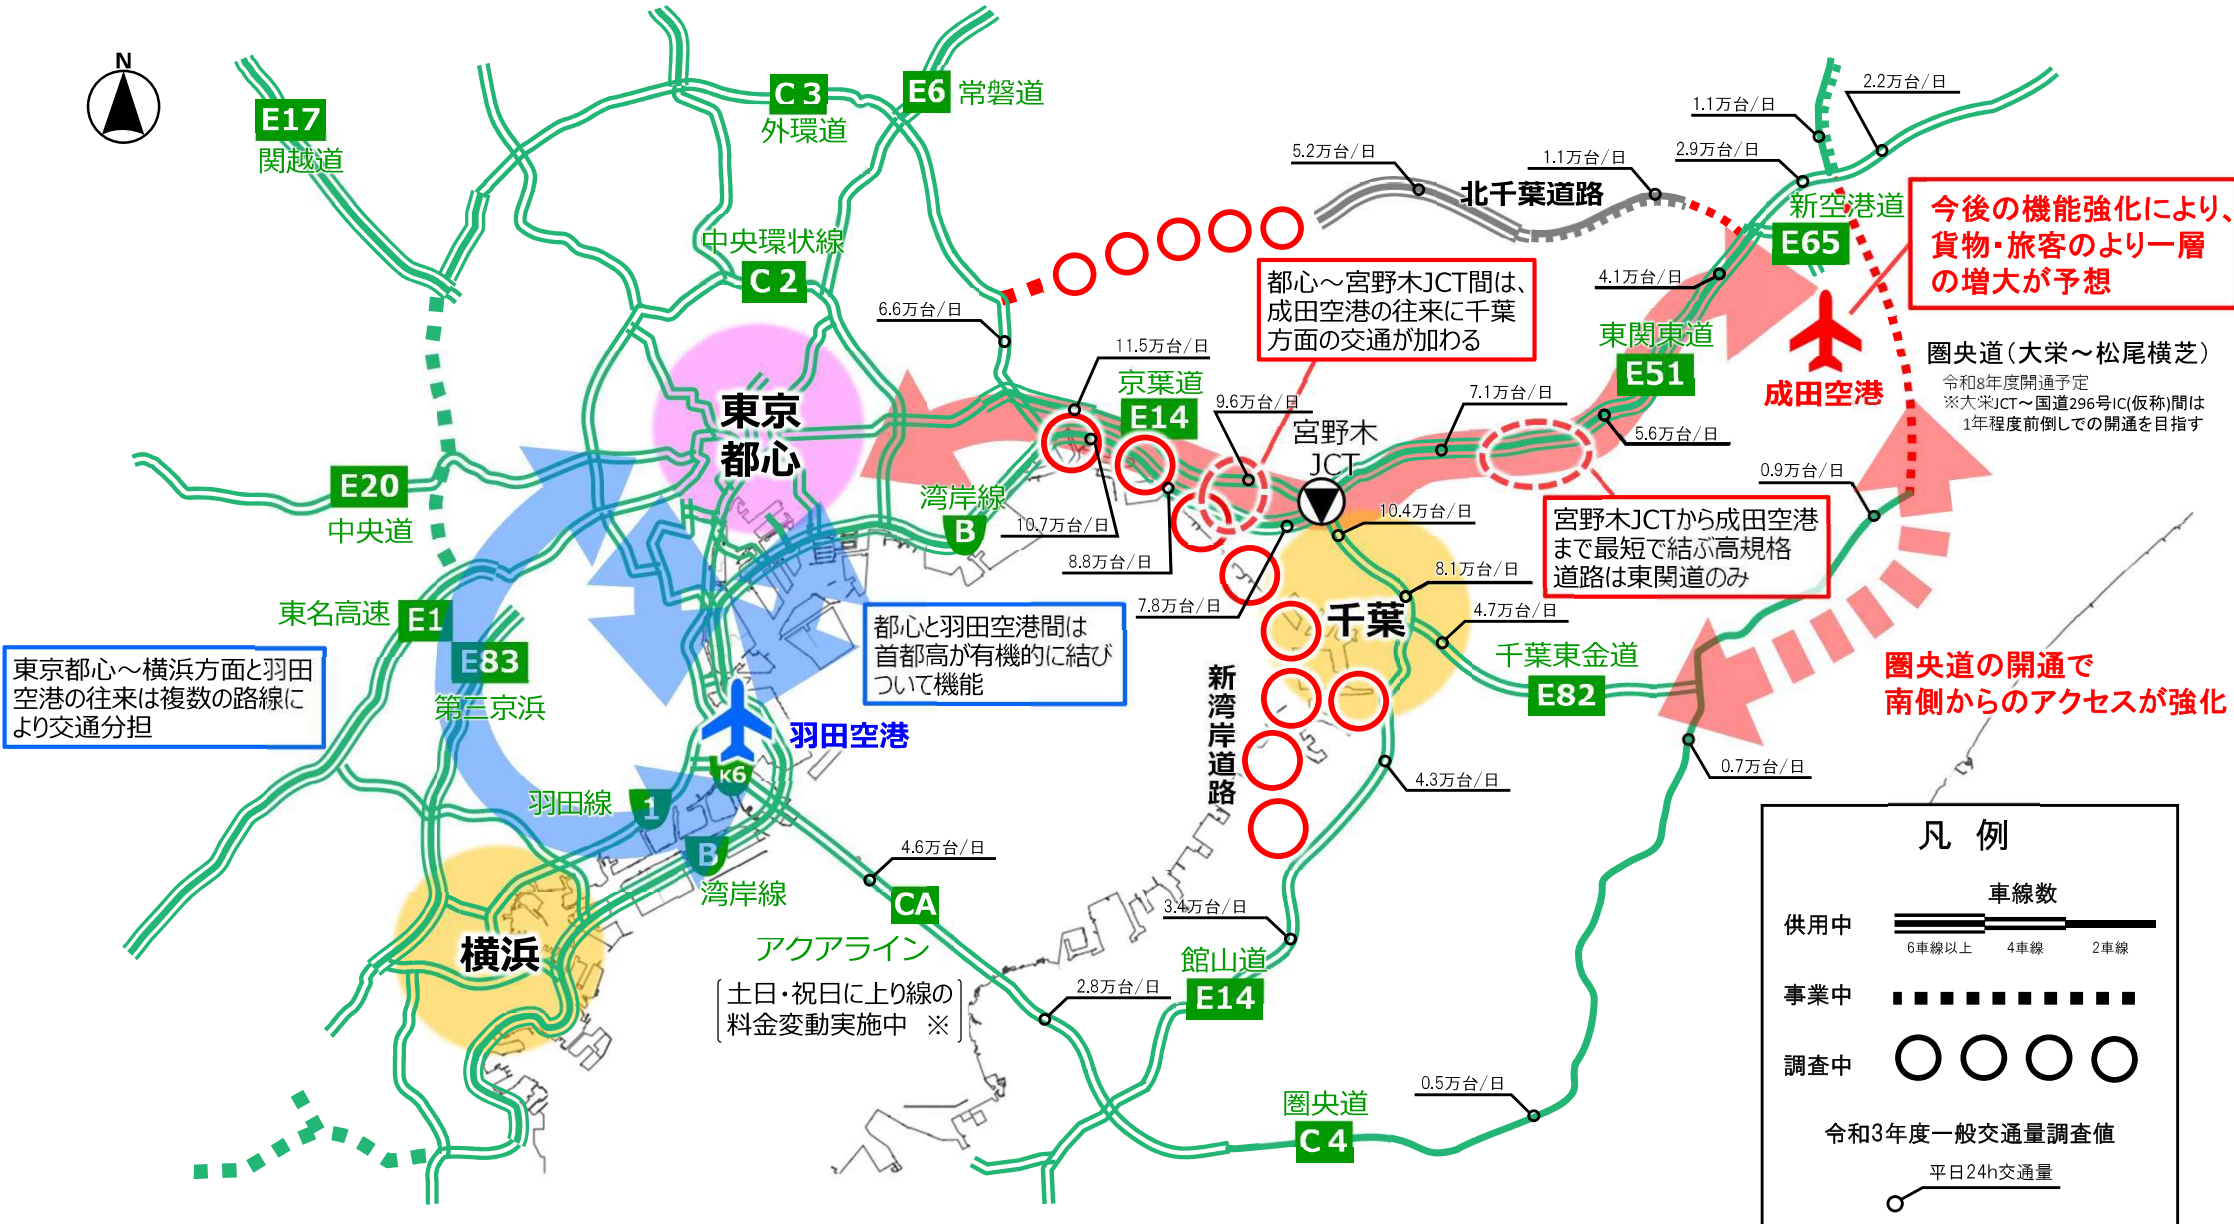 N
E17
関越道
C3
外環道
E6
常磐道
中央環状線
C2
6.6万台/日
11.5万台/日
京葉道
E14
9.6万台/日
5.2万台/日
1.1万台/日
北千葉道路
1.1万台/日
2.2万台/日
2.9万台/日
新空港道
E65
4.1万台/日
東関東道
E51
成田空港
今後の機能強化により、
貨物・旅客のより一層
の増大が予想
圏央道(大栄～松尾横芝)
令和8年度開通予定
※大栄JCT～国道296号IC(仮称)間は
1年程度前倒しでの開通を目指す
都心～宮野木JCT間は、
成田空港の往来に千葉
方面の交通が加わる
宮野木
JCT
7.1万台/日
5.6万台/日
0.9万台/日
東京
都心
E20
中央道
湾岸線
B
10.7万台/日
8.8万台/日
7.8万台/日
10.4万台/日
8.1万台/日
4.7万台/日
宮野木JCTから成田空港
まで最短で結ぶ高規格
道路は東関道のみ
千葉
千葉東金道
E82
圏央道の開通で
南側からのアクセスが強化
0.7万台/日
東名高速
E1
E83
第三京浜
東京都心～横浜方面と羽田
空港の往来は複数の路線に
より交通分担
都心と羽田空港間は
首都高が有機的に結び
ついて機能
羽田空港
K6
羽田線
1
B
湾岸線
新湾岸道路
4.3万台/日
4.6万台/日
CA
アクアライン
土日・祝日に上り線の
料金変動実施中 ※
横浜
3.4万台/日
館山道
E14
2.8万台/日
圏央道
C4
0.5万台/日
凡 例
車線数
供用中
6車線以上 4車線 2車線
事業中
調査中
令和3年度一般交通量調査値
平日24h交通量